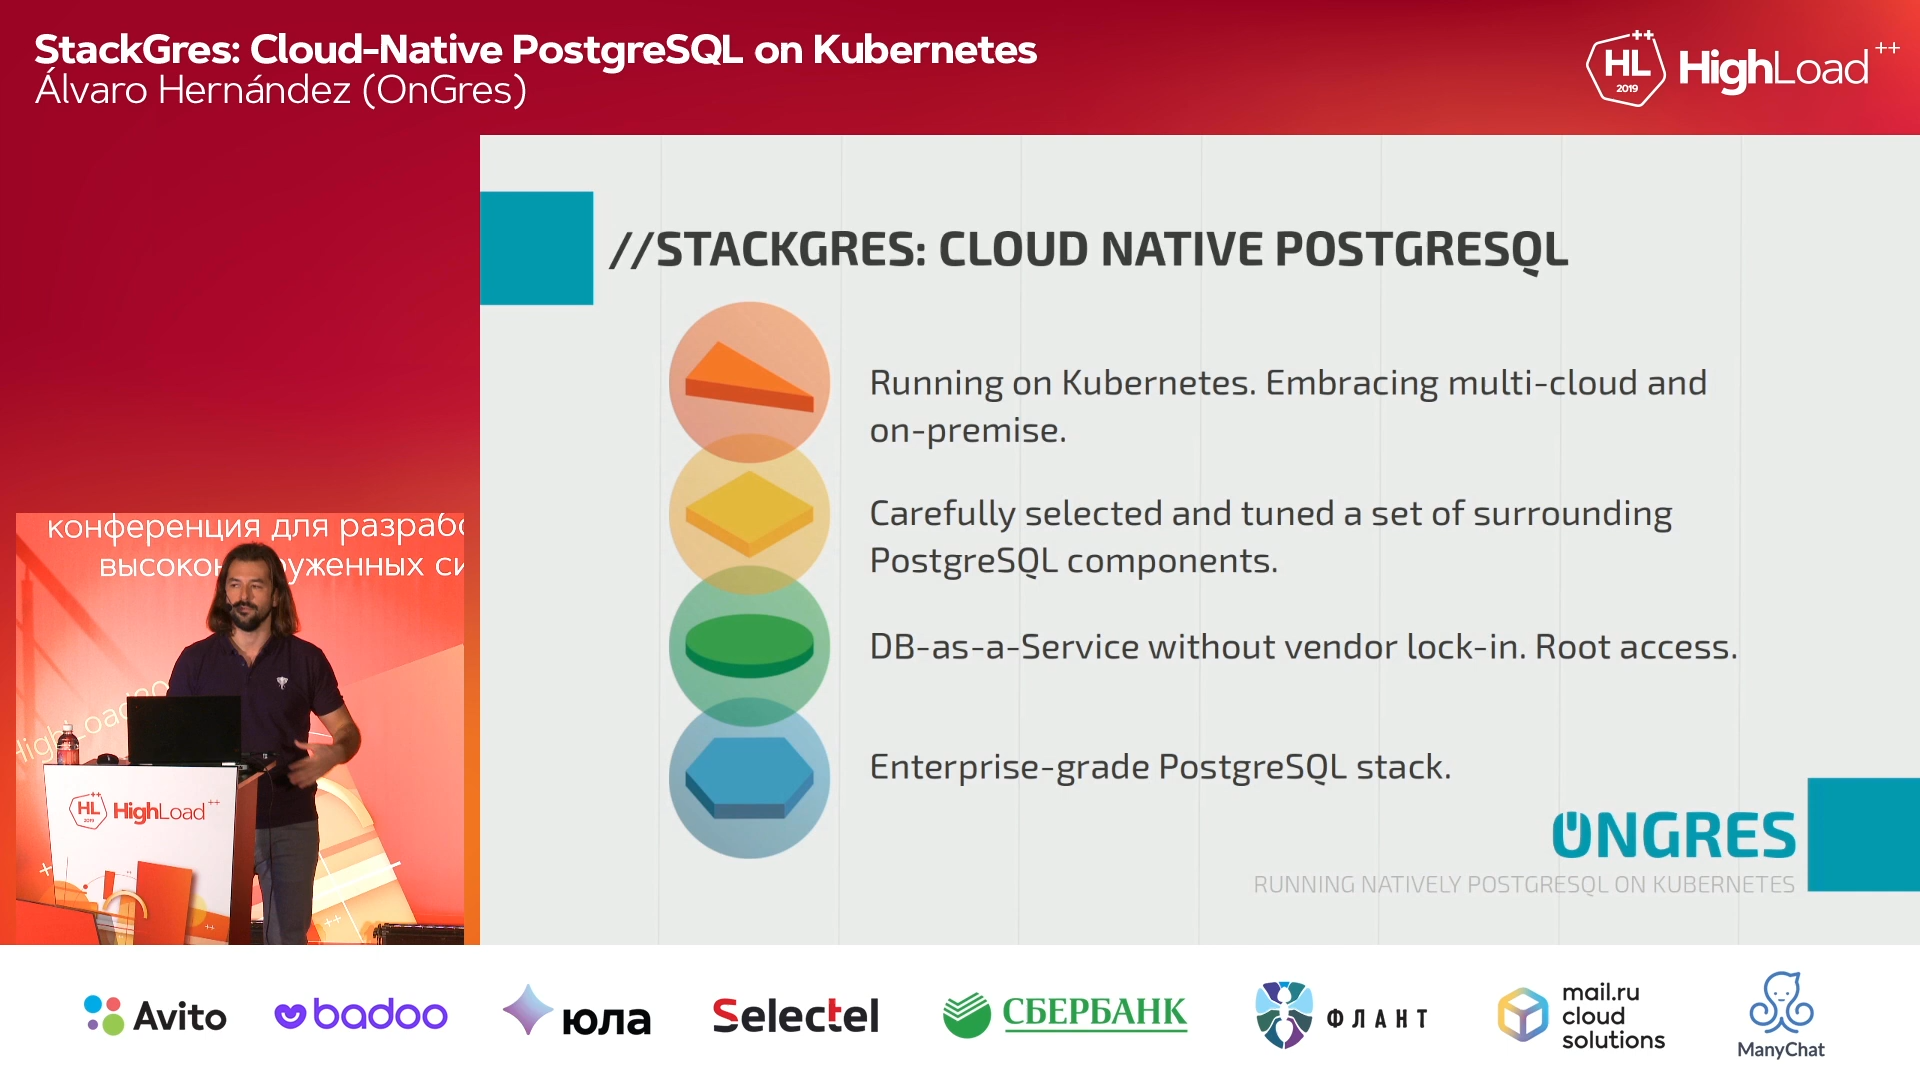 StackGres: Cloud-Native PostgreSQL on Kubernetes
Álvaro Hernández (OnGres)
HL
2019
HighLoad++
//STACKGRES: CLOUD NATIVE POSTGRESQL
Running on Kubernetes. Embracing multi-cloud and
on-premise.
Carefully selected and tuned a set of surrounding
PostgreSQL components.
DB-as-a-Service without vendor lock-in. Root access.
Enterprise-grade PostgreSQL stack.
ONGRES
RUNNING NATIVELY POSTGRESQL ON KUBERNETES
конференция для
HL
2019
HighLoad++
Avito
badoo
юла
Selectel
СБЕРБАНК
ФЛАНТ
mail.ru
cloud
solutions
ManyChat